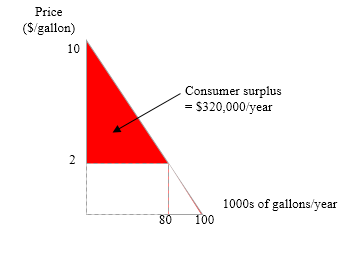 Price
($/gallon)
10
Consumer surplus
= $320,000/year
2
1000s of gallons/year
80 100